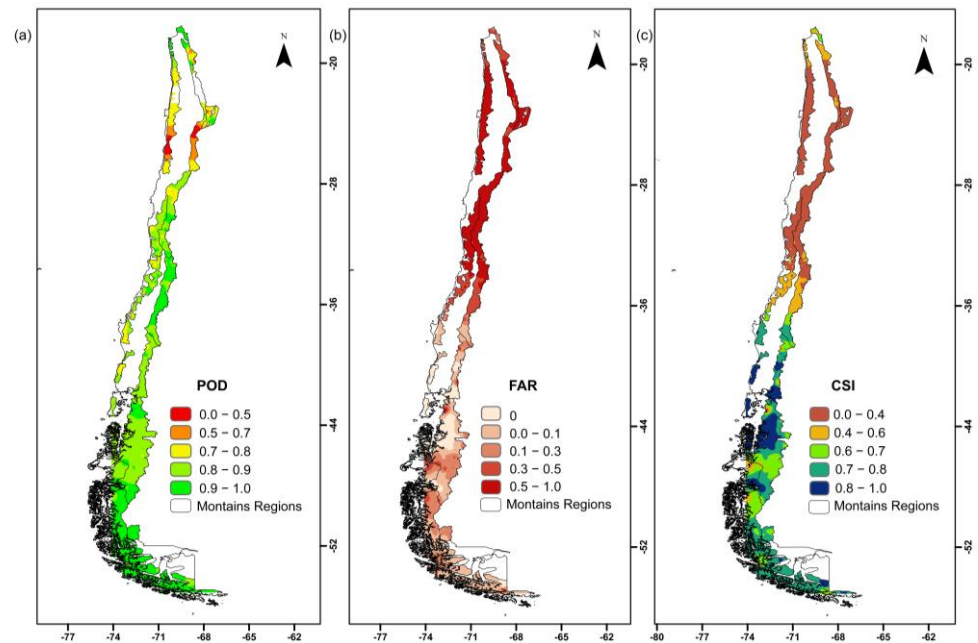 (a)
N
-20
-28
-36
-44
-52
POD
0.0 – 0.5
0.5 – 0.7
0.7 – 0.8
0.8 – 0.9
0.9 – 1.0
Montains Regions
-77
-74
-71
-68
-65
-62
(b)
N
-20
-28
-36
-44
-52
FAR
0
0.0 – 0.1
0.1 – 0.3
0.3 – 0.5
0.5 – 1.0
Montains Regions
-77
-74
-71
-68
-65
-62
(c)
N
-20
-28
-36
-44
-52
CSI
0.0 – 0.4
0.4 – 0.6
0.6 – 0.7
0.7 – 0.8
0.8 – 1.0
Montains Regions
-80
-77
-74
-71
-68
-65
-62